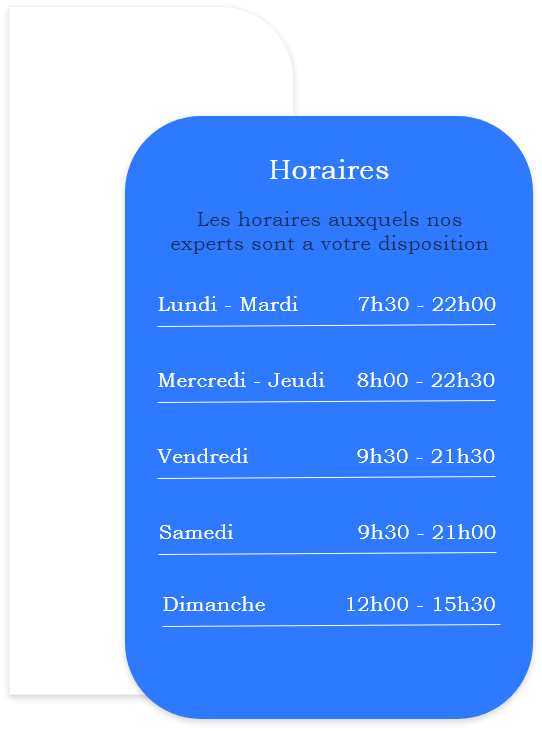 Horaires
Les horaires auxquels nos
experts sont a votre disposition
Lundi - Mardi 7h30 - 22h00
Mercredi - Jeudi 8h00 - 22h30
Vendredi 9h30 - 21h30
Samedi 9h30 - 21h00
Dimanche 12h00 - 15h30